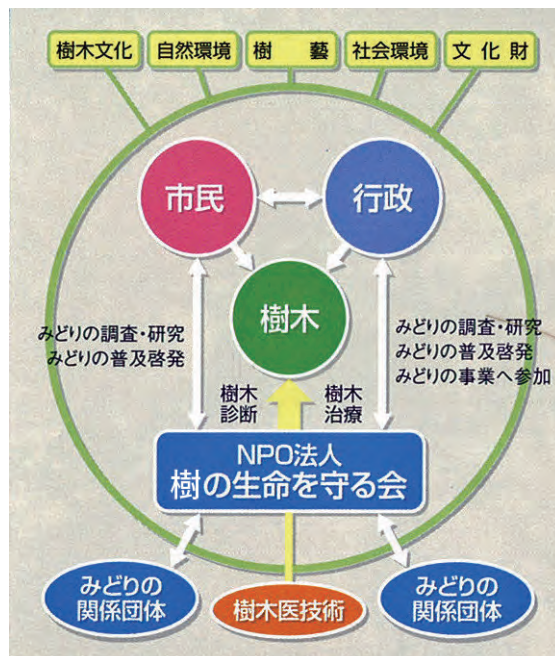 樹木文化
自然環境
樹 藝
社会環境
文化財
市民
行政
樹木
みどりの調査・研究
みどりの普及啓発
みどりの調査・研究
みどりの普及啓発
みどりの事業へ参加
樹木
診断
樹木
治療
NPO法人
樹の生命を守る会
みどりの
関係団体
樹木医技術
みどりの
関係団体